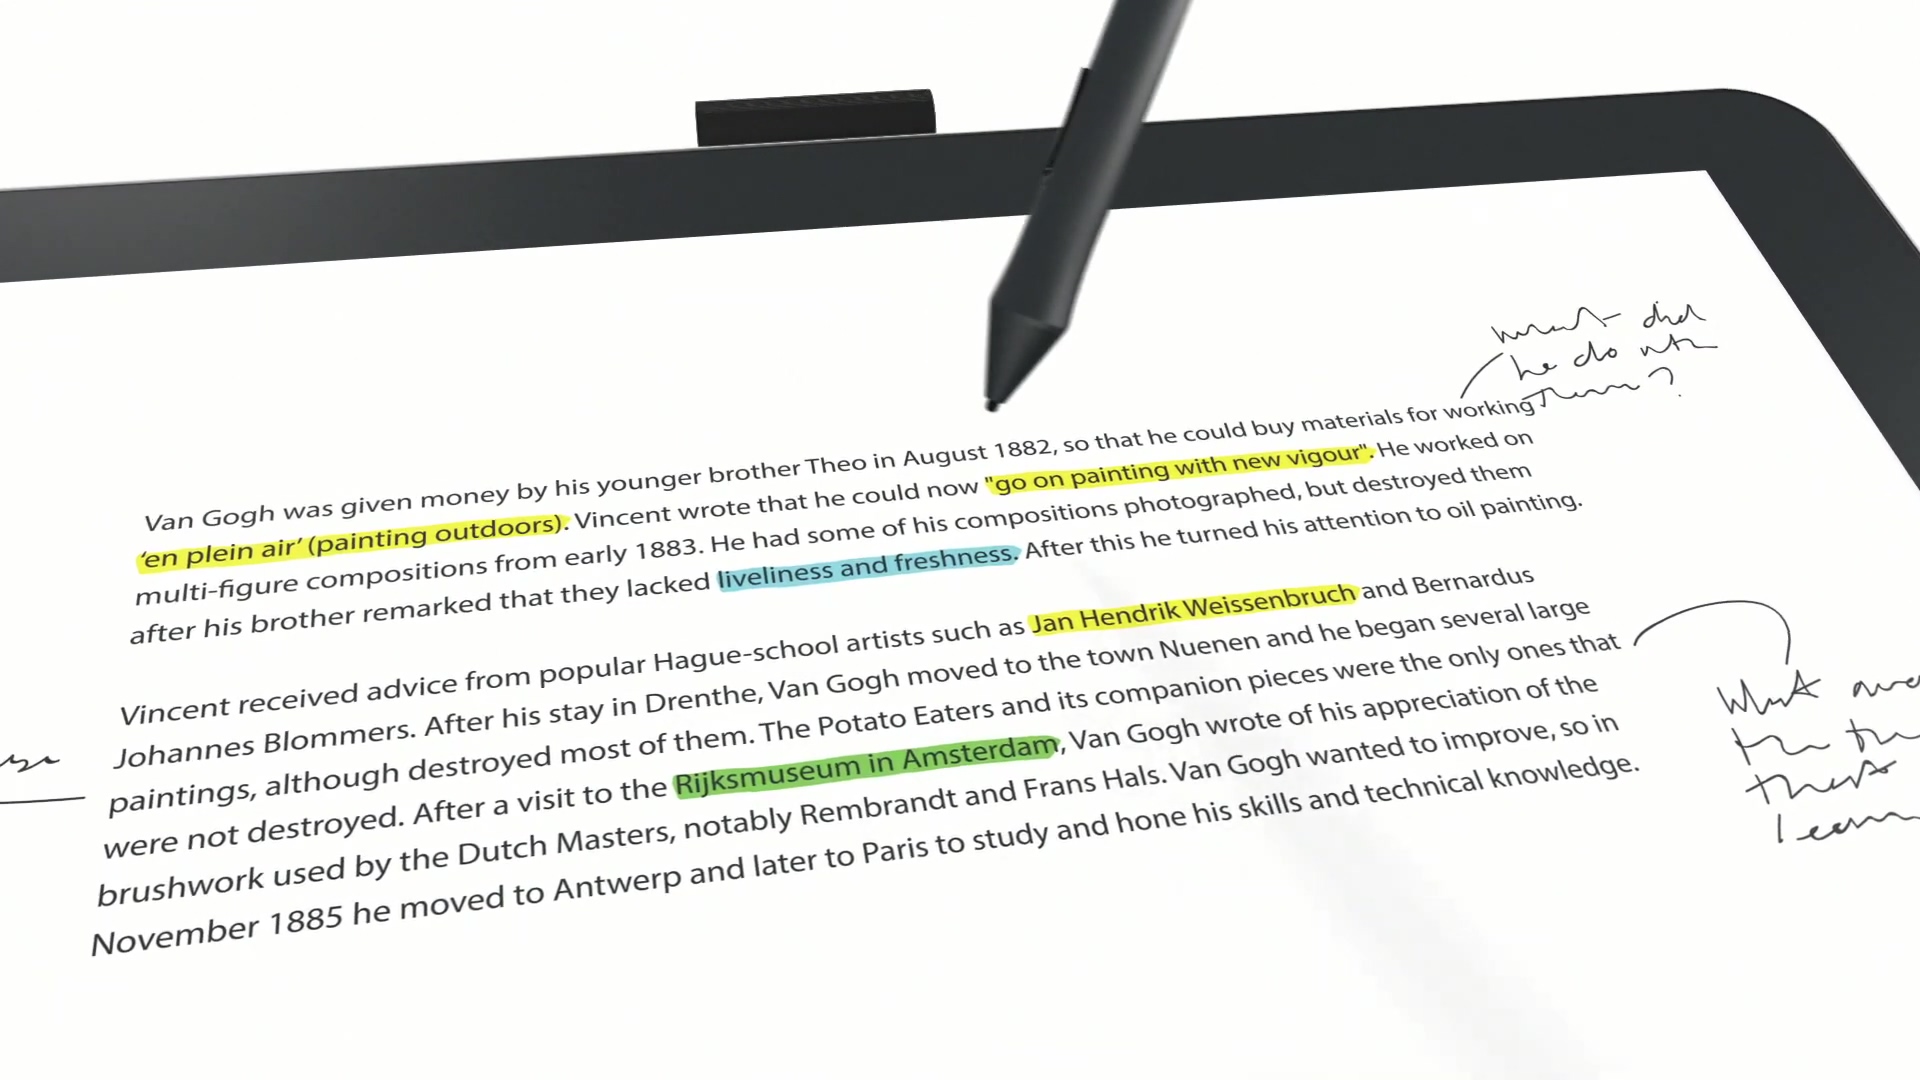 what did
he do with
them?
Van Gogh was given money by his younger brother Theo in August 1882, so that he could buy materials for working
'en plein air' (painting outdoors). Vincent wrote that he could now "go on painting with new vigour". He worked on
multi-figure compositions from early 1883. He had some of his compositions photographed, but destroyed them
after his brother remarked that they lacked liveliness and freshness. After this he turned his attention to oil painting.
Vincent received advice from popular Hague-school artists such as Jan Hendrik Weissenbruch and Bernardus
Johannes Blommers. After his stay in Drenthe, Van Gogh moved to the town Nuenen and he began several large
paintings, although destroyed most of them. The Potato Eaters and its companion pieces were the only ones that
were not destroyed. After a visit to the Rijksmuseum in Amsterdam, Van Gogh wrote of his appreciation of the
brushwork used by the Dutch Masters, notably Rembrandt and Frans Hals. Van Gogh wanted to improve, so in
November 1885 he moved to Antwerp and later to Paris to study and hone his skills and technical knowledge.
What